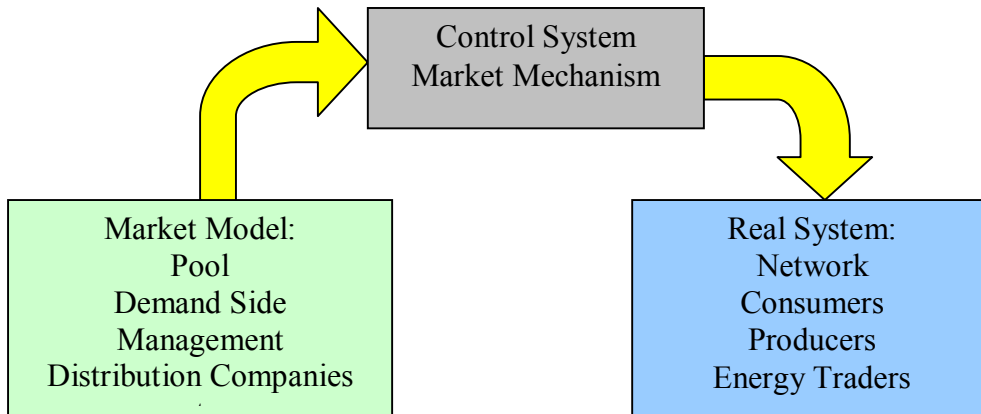 Control System
Market Mechanism
Market Model:
Pool
Demand Side
Management
Distribution Companies
Real System:
Network
Consumers
Producers
Energy Traders